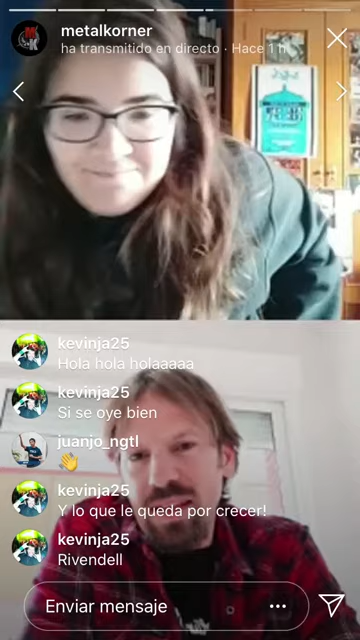 metalkorner
ha transmitido en directo · Hace 1 h
kevinja25
Hola hola holaaaaa
kevinja25
Si se oye bien
juanjo_ngtl
👋
kevinja25
Y lo que le queda por crecer!
kevinja25
Rivendell
Enviar mensaje